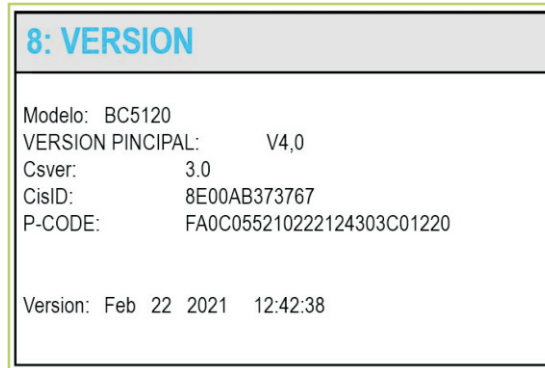 8: VERSION
Modelo: BC5120
VERSION PINCIPAL: V4,0
Csver: 3.0
CisID: 8E00AB373767
P-CODE: FA0C055210222124303C01220
Version: Feb 22 2021 12:42:38